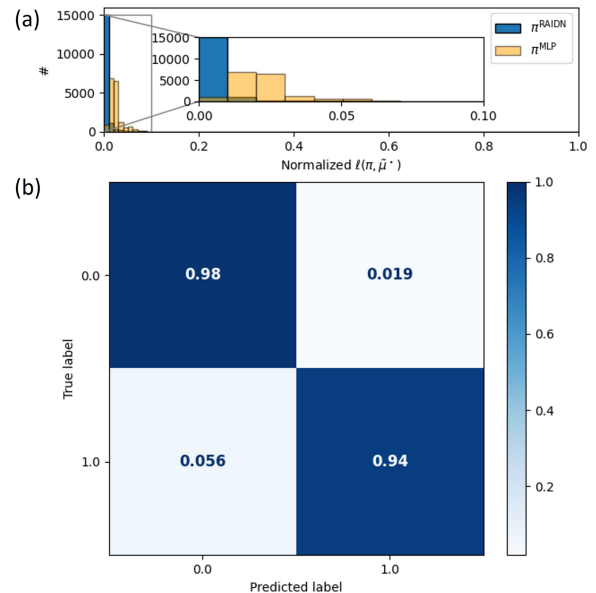 (a)
15000
10000
5000
0
#
π^RAIDN
π^MLP
15000
10000
5000
0
0.00 0.05 0.10
0.0 0.2 0.4 0.6 0.8 1.0
Normalized ℓ(π, μ̃*)
(b)
0.98 0.019
0.056 0.94
0.0
1.0
True label
0.0 1.0
Predicted label
1.0
0.8
0.6
0.4
0.2